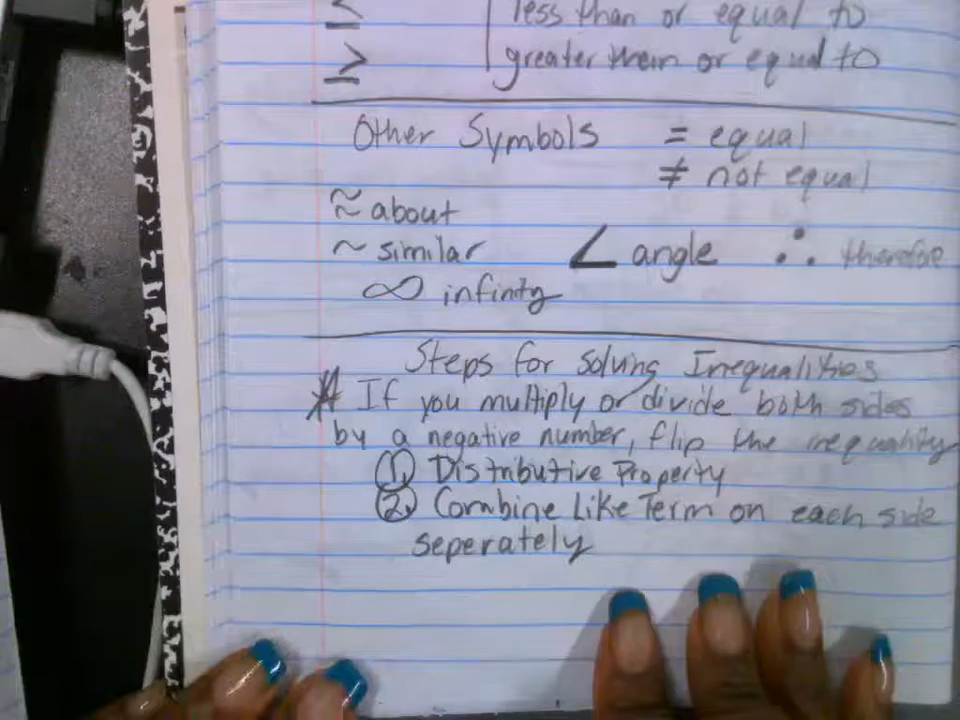 ≤ less than or equal to
≥ greater than or equal to
Other Symbols = equal
≠ not equal
≈ about
~ similar ∠ angle ∴ therefore
∞ infinity
Steps for Solving Inequalities
* If you multiply or divide both sides
by a negative number, flip the inequality
① Distributive Property
② Combine Like Term on each side
seperately